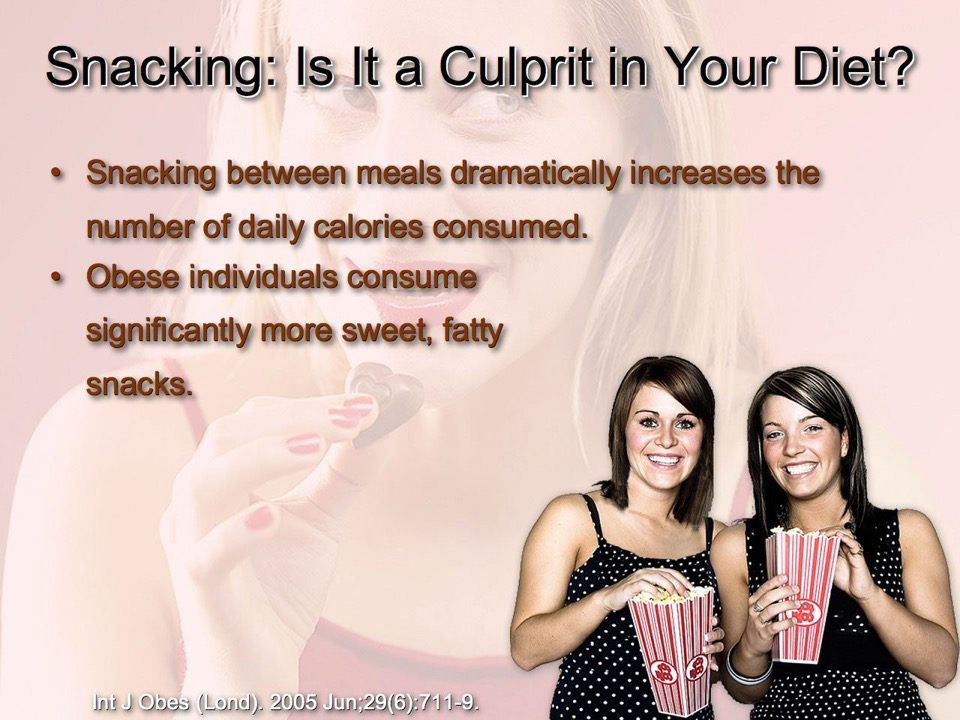 Snacking: Is It a Culprit in Your Diet?
• Snacking between meals dramatically increases the
number of daily calories consumed.
• Obese individuals consume
significantly more sweet, fatty
snacks.
Int J Obes (Lond). 2005 Jun;29(6):711-9.